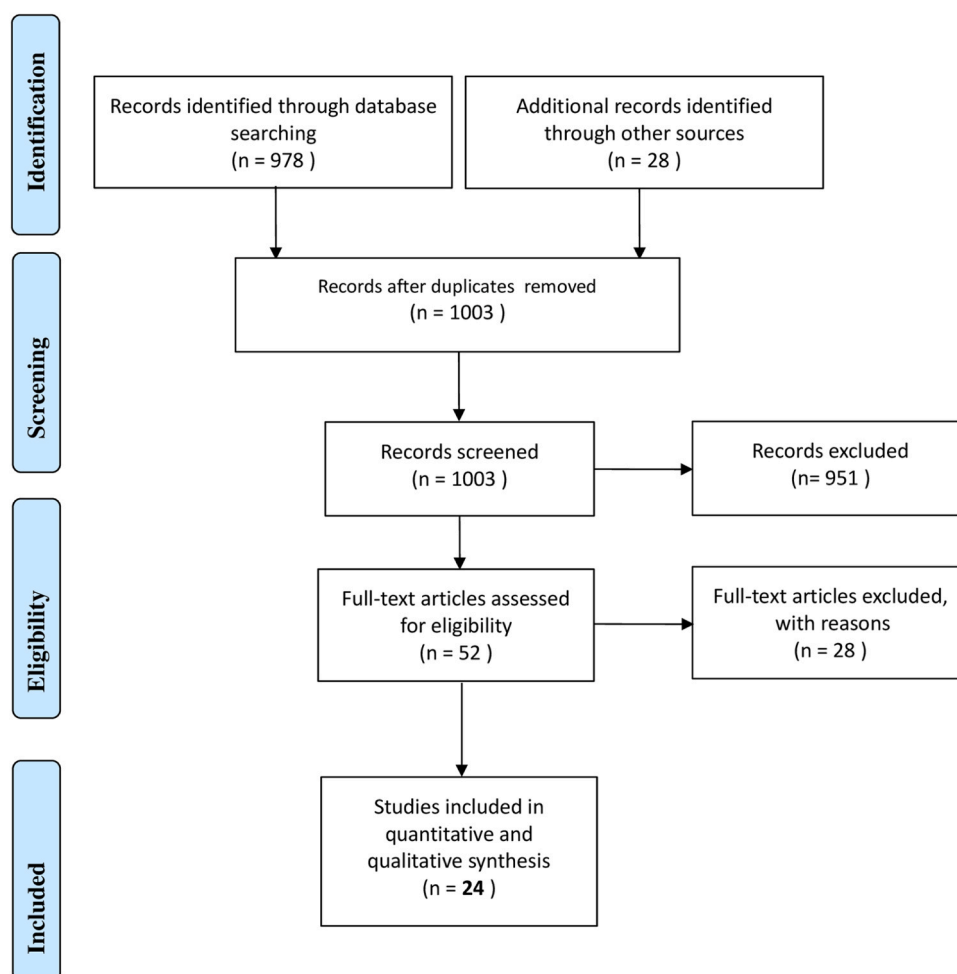 Identification
Records identified through database
searching
(n = 978 )
Additional records identified
through other sources
(n = 28 )
Screening
Records after duplicates  removed
(n = 1003 )
Records screened
(n = 1003 )
Records excluded
(n= 951 )
Eligibility
Full-text articles assessed
for eligibility
(n = 52 )
Full-text articles excluded,
with reasons
(n = 28 )
Included
Studies included in
quantitative and
qualitative synthesis
(n = 24 )